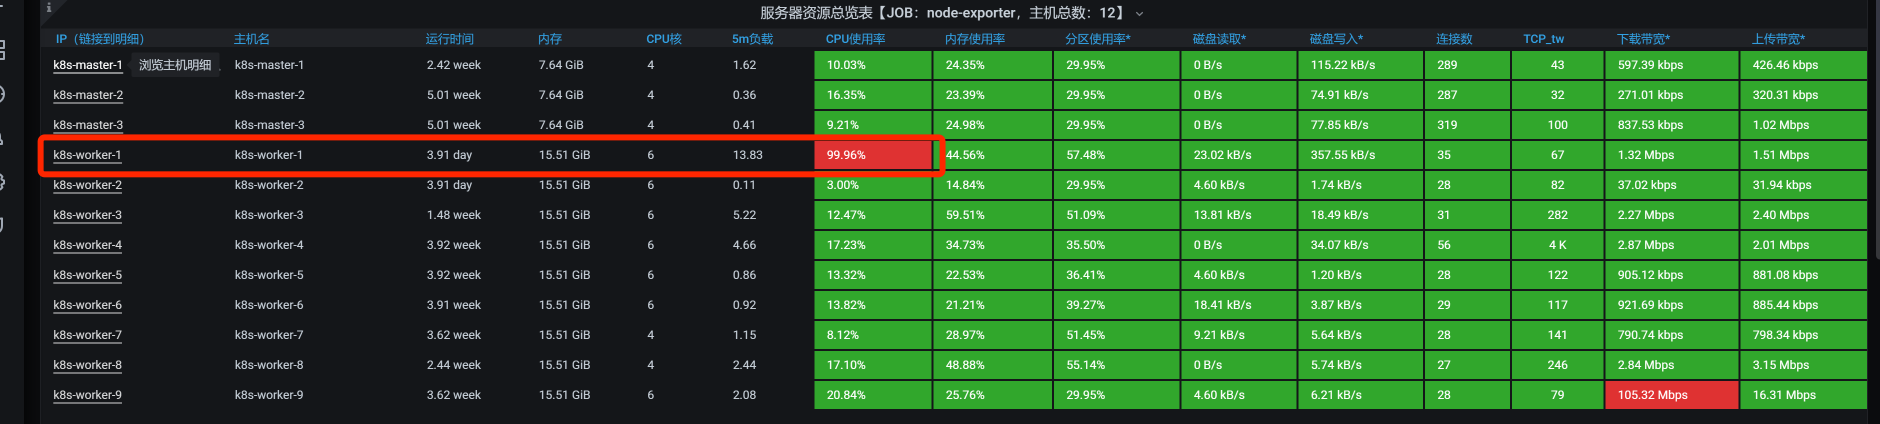 服务器资源总览表【JOB：node-exporter，主机总数：12】
IP（链接到明细） 主机名 运行时间 内存 CPU核 5m负载 CPU使用率 内存使用率 分区使用率* 磁盘读取* 磁盘写入* 连接数 TCP_tw 下载带宽* 上传带宽*
k8s-master-1 浏览主机明细 k8s-master-1 2.42 week 7.64 GiB 4 1.62 10.03% 24.35% 29.95% 0 B/s 115.22 kB/s 289 43 597.39 kbps 426.46 kbps
k8s-master-2 k8s-master-2 5.01 week 7.64 GiB 4 0.36 16.35% 23.39% 29.95% 0 B/s 74.91 kB/s 287 32 271.01 kbps 320.31 kbps
k8s-master-3 k8s-master-3 5.01 week 7.64 GiB 4 0.41 9.21% 24.98% 29.95% 0 B/s 77.85 kB/s 319 100 837.53 kbps 1.02 Mbps
k8s-worker-1 k8s-worker-1 3.91 day 15.51 GiB 6 13.83 99.96% 44.56% 57.48% 23.02 kB/s 357.55 kB/s 35 67 1.32 Mbps 1.51 Mbps
k8s-worker-2 k8s-worker-2 3.91 day 15.51 GiB 6 0.11 3.00% 14.84% 29.95% 4.60 kB/s 1.74 kB/s 28 82 37.02 kbps 31.94 kbps
k8s-worker-3 k8s-worker-3 1.48 week 15.51 GiB 6 5.22 12.47% 59.51% 51.09% 13.81 kB/s 18.49 kB/s 31 282 2.27 Mbps 2.40 Mbps
k8s-worker-4 k8s-worker-4 3.92 week 15.51 GiB 6 4.66 17.23% 34.73% 35.50% 0 B/s 34.07 kB/s 56 4 K 2.87 Mbps 2.01 Mbps
k8s-worker-5 k8s-worker-5 3.92 week 15.51 GiB 6 0.86 13.32% 22.53% 36.41% 4.60 kB/s 1.20 kB/s 28 122 905.12 kbps 881.08 kbps
k8s-worker-6 k8s-worker-6 3.91 week 15.51 GiB 6 0.92 13.82% 21.21% 39.27% 18.41 kB/s 3.87 kB/s 29 117 921.69 kbps 885.44 kbps
k8s-worker-7 k8s-worker-7 3.62 week 15.51 GiB 4 1.15 8.12% 28.97% 51.45% 9.21 kB/s 5.64 kB/s 28 141 790.74 kbps 798.34 kbps
k8s-worker-8 k8s-worker-8 2.44 week 15.51 GiB 4 2.44 17.10% 48.88% 55.14% 0 B/s 5.74 kB/s 27 246 2.84 Mbps 3.15 Mbps
k8s-worker-9 k8s-worker-9 3.62 week 15.51 GiB 6 2.08 20.84% 25.76% 29.95% 4.60 kB/s 6.21 kB/s 28 79 105.32 Mbps 16.31 Mbps